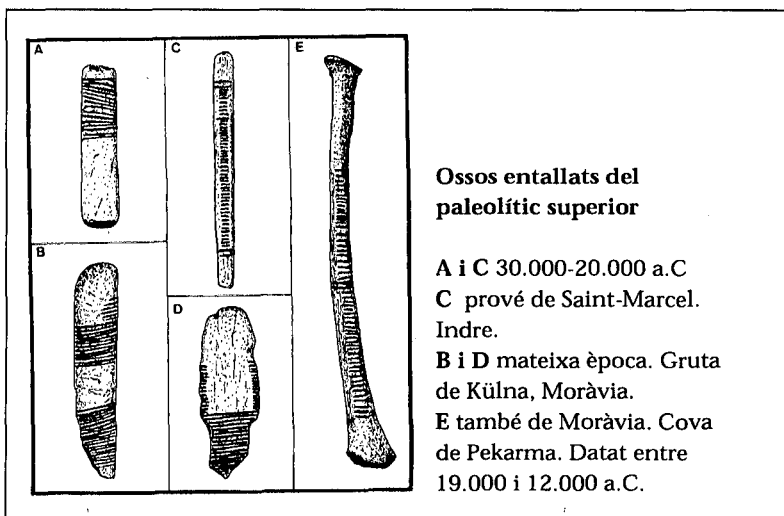 A
C
E
B
D
Ossos entallats del
paleolític superior
A i C 30.000-20.000 a.C
C prové de Saint-Marcel.
Indre.
B i D mateixa època. Gruta
de Külna, Moràvia.
E també de Moràvia. Cova
de Pekarma. Datat entre
19.000 i 12.000 a.C.